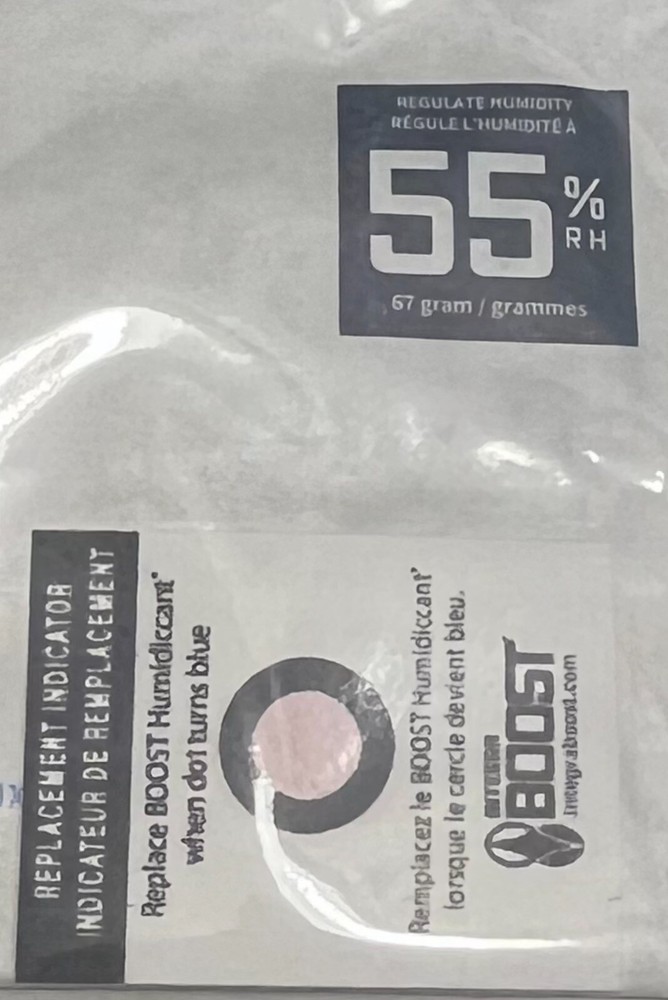 REGULATE HUMIDITY
RÉGULE L'HUMIDITÉ À
55%
RH
67 gram / grammes
REPLACEMENT INDICATOR
INDICATEUR DE REMPLACEMENT
Replace BOOST Humidiccant
when dot turns blue
Remplacez le BOOST Humidiccant
lorsque le cercle devient bleu.
BOOST